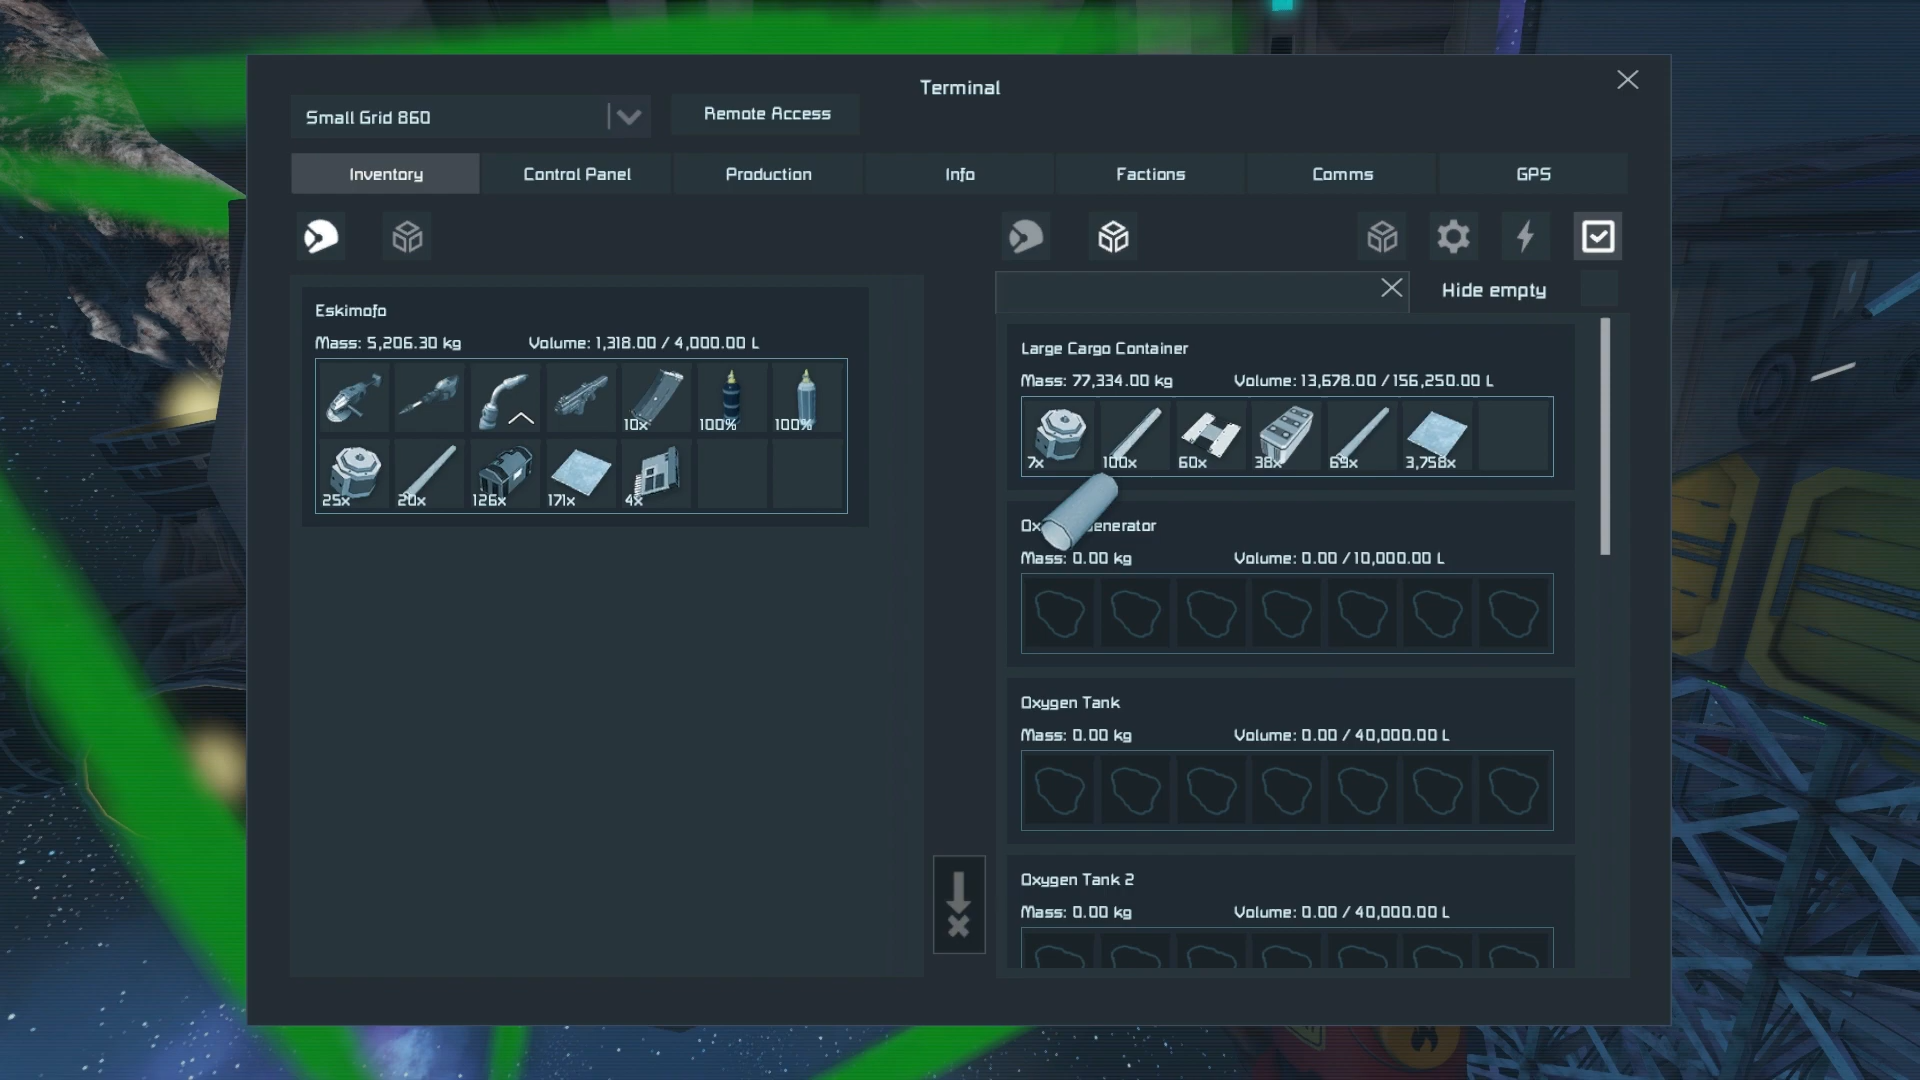 Terminal
Small Grid 860
Remote Access
Inventory
Control Panel
Production
Info
Factions
Comms
GPS
Hide empty
Eskimofo
Mass: 5,206.30 kg
Volume: 1,318.00 / 4,000.00 L
10x
100%
100%
25x
20x
126x
171x
4x
Large Cargo Container
Mass: 77,334.00 kg
Volume: 13,678.00 / 156,250.00 L
7x
100x
60x
38x
69x
3,758x
Mass: 0.00 kg
Volume: 0.00 / 10,000.00 L
Oxygen Tank
Mass: 0.00 kg
Volume: 0.00 / 40,000.00 L
Oxygen Tank 2
Mass: 0.00 kg
Volume: 0.00 / 40,000.00 L